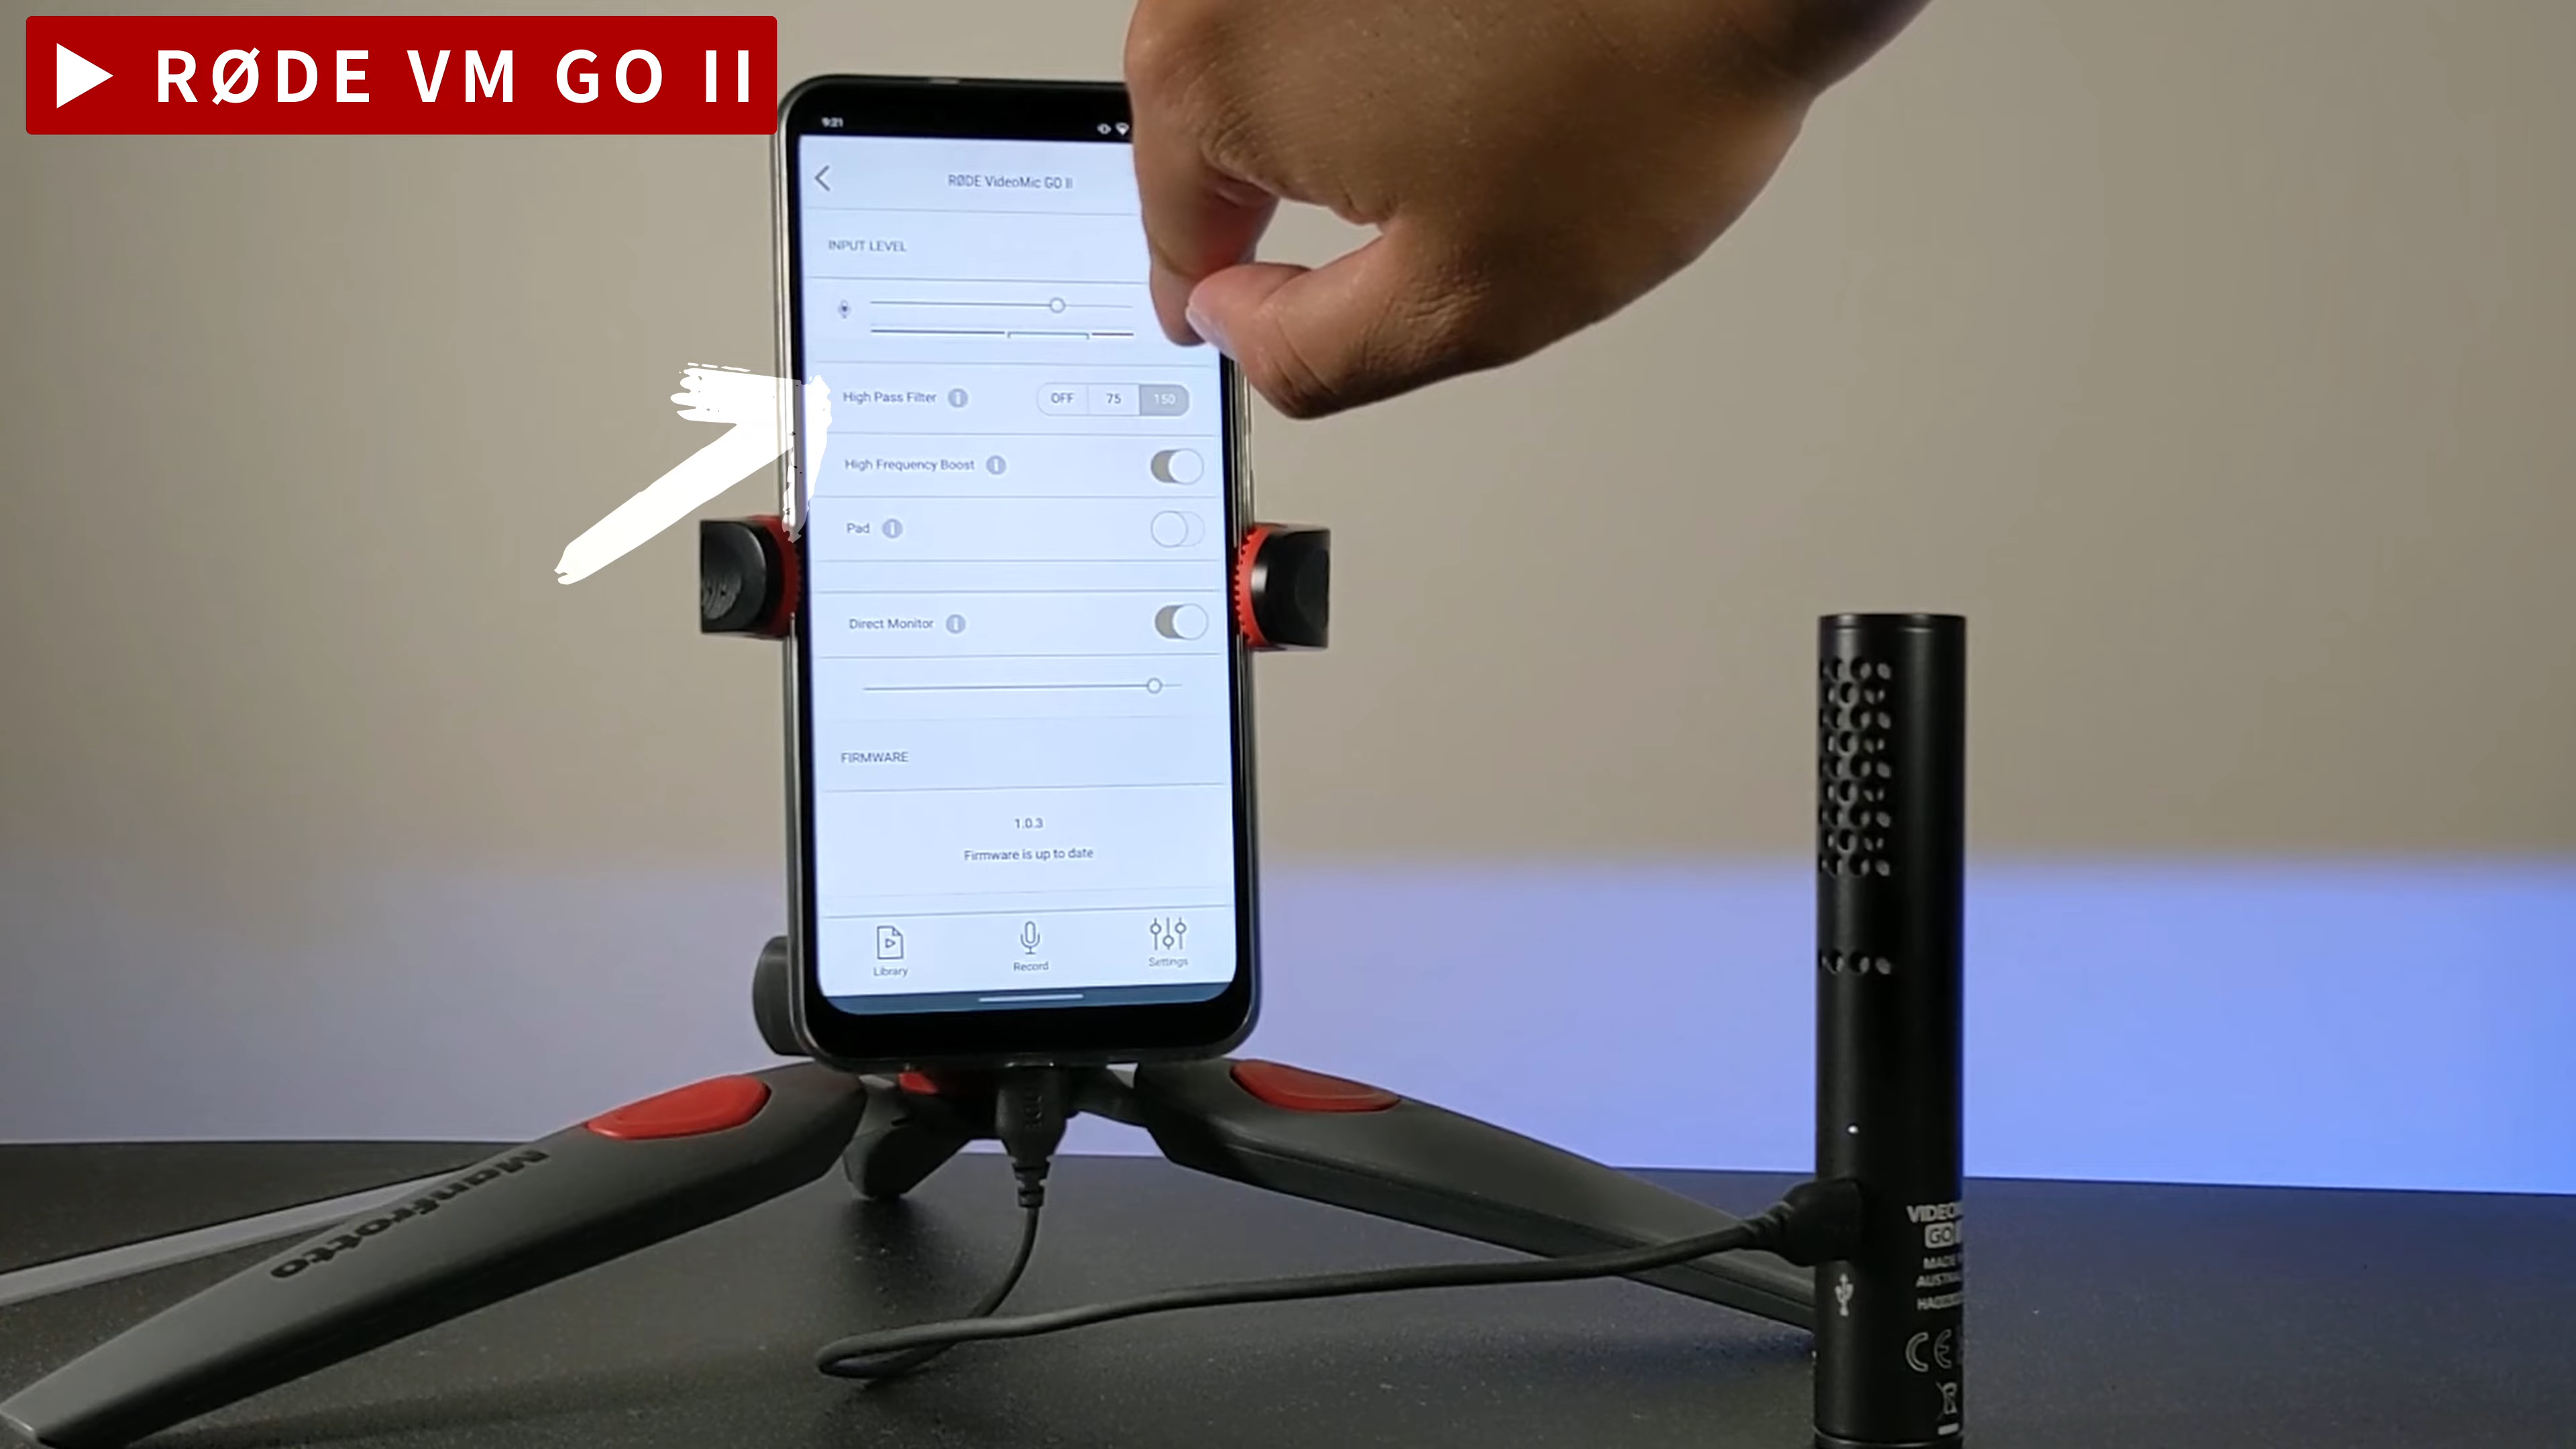 RØDE VM GO II
9:21
RØDE VideoMic GO II
INPUT LEVEL
High Pass Filter
OFF 75 150
High Frequency Boost
Pad
Direct Monitor
FIRMWARE
1.0.3
Firmware is up to date
Library Record Settings
Manfrotto
GO
CE